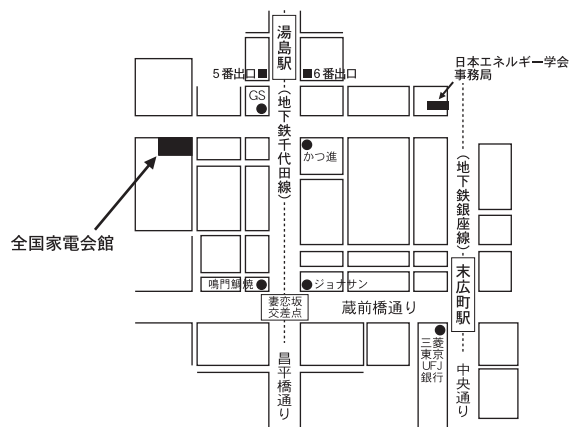 湯島駅
5番出口
6番出口
日本エネルギー学会
事務局
GS
(地下鉄千代田線)
かつ進
(地下鉄銀座線)
全国家電会館
鳴門鯛焼
ジョナサン
末広町駅
妻恋坂
交差点
蔵前橋通り
三菱
東京
UFJ
銀行
昌平橋通り
中央通り